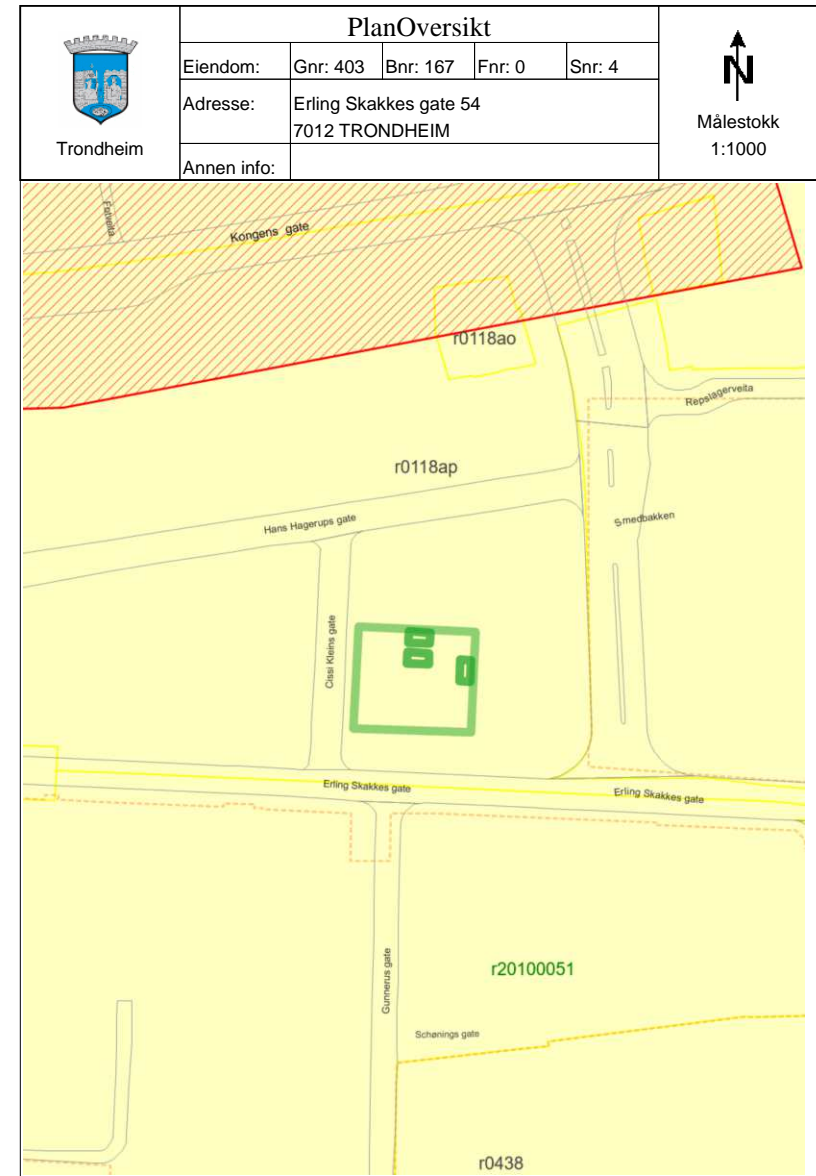 PlanOversikt
Eiendom: Gnr: 403 Bnr: 167 Fnr: 0 Snr: 4
Adresse: Erling Skakkes gate 54
7012 TRONDHEIM
Annen info:
Trondheim
N
Målestokk
1:1000
Fotveita
Kongens gate
r0118ao
Repslagerveita
r0118ap
Hans Hagerups gate
Smedbakken
Cissi Kleins gate
Erling Skakkes gate
Erling Skakkes gate
Gunnerus gate
r20100051
Schønings gate
r0438